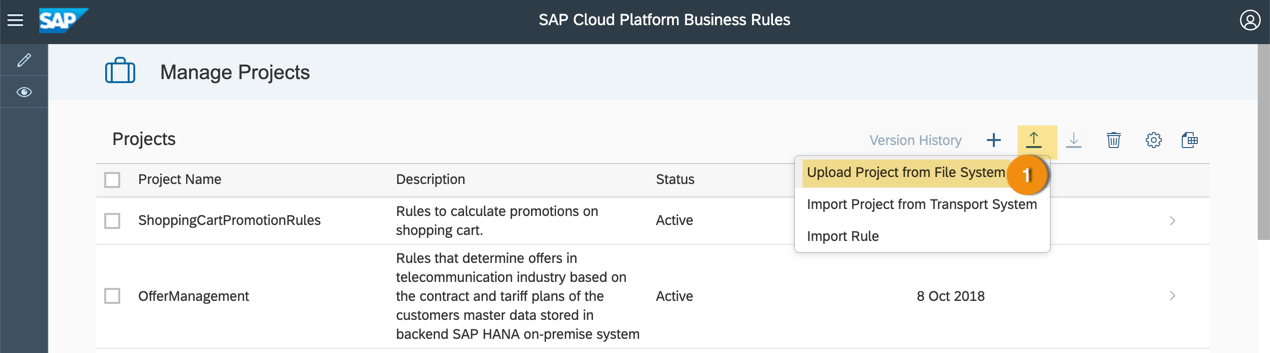 SAP
SAP Cloud Platform Business Rules
Manage Projects
Projects
Version History
Upload Project from File System
1
Import Project from Transport System
Import Rule
Project Name
Description
Status
ShoppingCartPromotionRules
Rules to calculate promotions on
shopping cart.
Active
OfferManagement
Rules that determine offers in
telecommunication industry based on
the contract and tariff plans of the
customers master data stored in
backend SAP HANA on-premise system
Active
8 Oct 2018